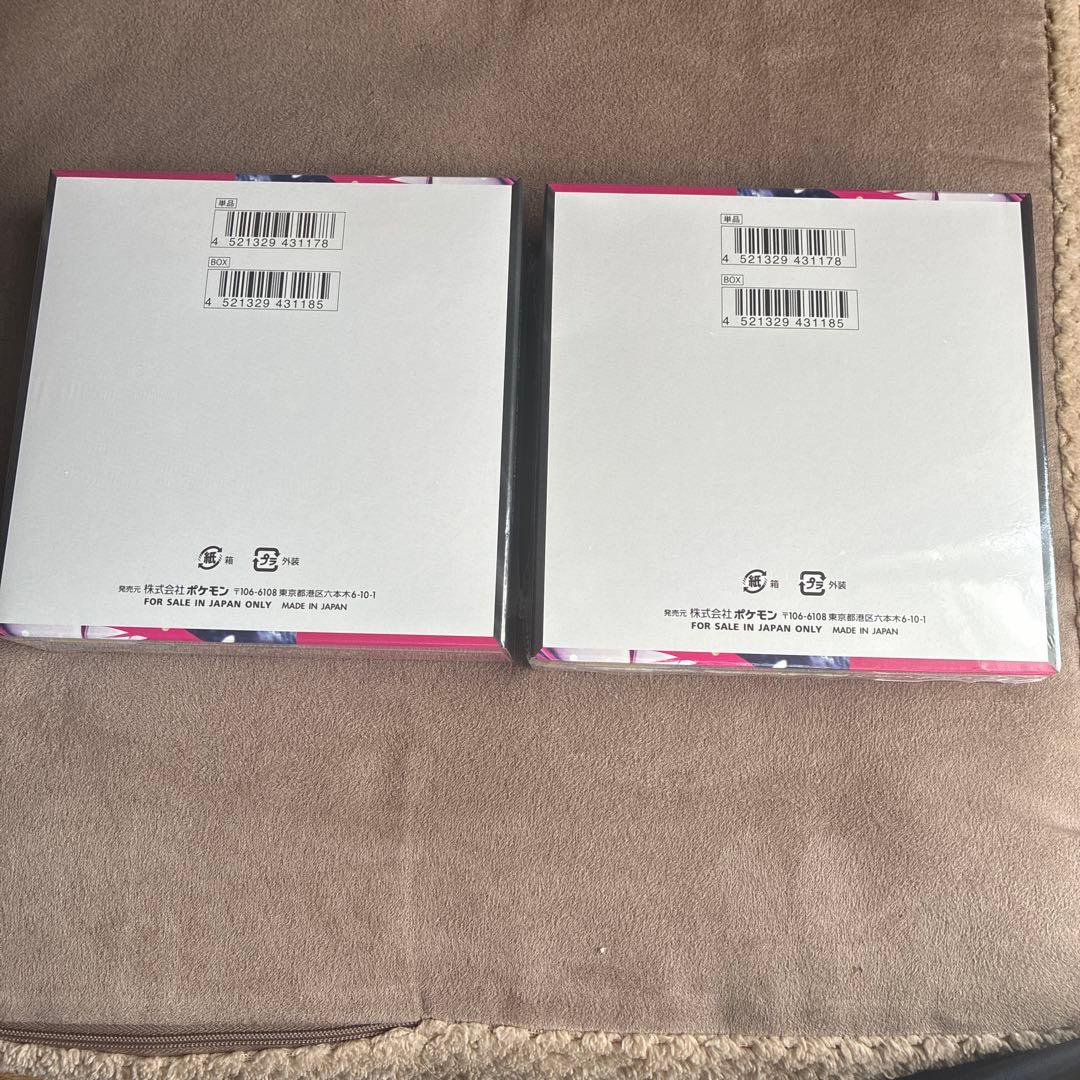 単品
4 521329 431178
BOX
4 521329 431185
紙 箱 プラ 外装
発売元 株式会社ポケモン 〒106-6108 東京都港区六本木6-10-1
FOR SALE IN JAPAN ONLY MADE IN JAPAN
単品
4 521329 431178
BOX
4 521329 431185
紙 箱 プラ 外装
発売元 株式会社ポケモン 〒106-6108 東京都港区六本木6-10-1
FOR SALE IN JAPAN ONLY MADE IN JAPAN